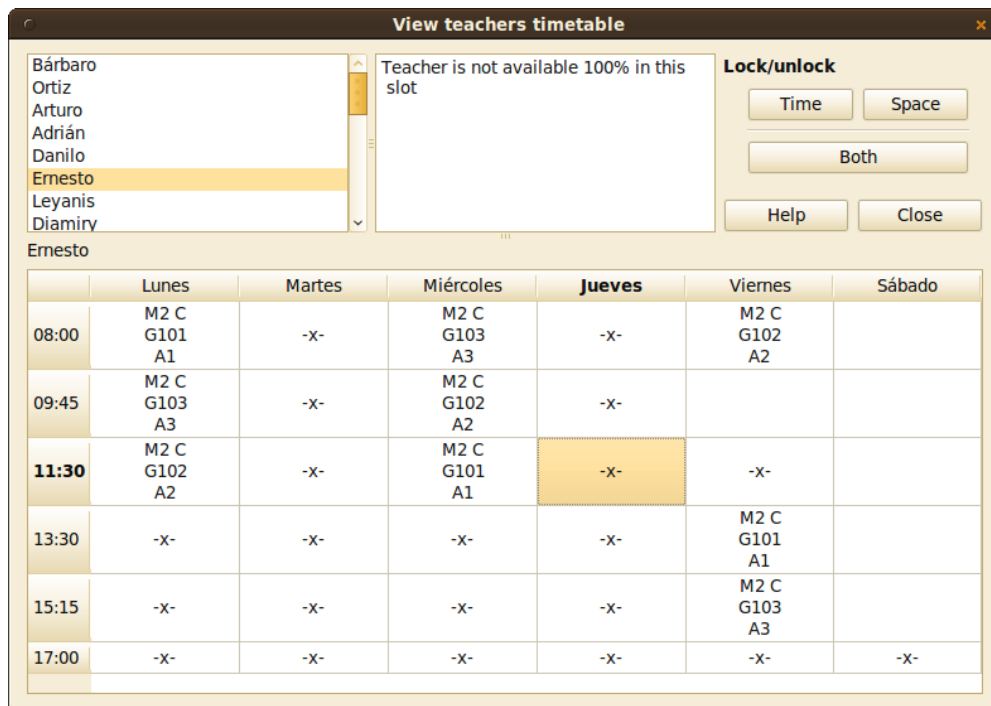 View teachers timetable
Bárbaro
Ortiz
Arturo
Adrián
Danilo
Ernesto
Leyanis
Diamiry
Teacher is not available 100% in this
slot
Lock/unlock
Time Space
Both
Help Close
Ernesto
Lunes Martes Miércoles Jueves Viernes Sábado
08:00
M2 C
G101
A1
-x-
M2 C
G103
A3
-x-
M2 C
G102
A2
09:45
M2 C
G103
A3
-x-
M2 C
G102
A2
-x-
11:30
M2 C
G102
A2
-x-
M2 C
G101
A1
-x-
-x-
13:30
-x-
-x-
-x-
-x-
M2 C
G101
A1
15:15
-x-
-x-
-x-
-x-
M2 C
G103
A3
17:00 -x- -x- -x- -x- -x- -x-